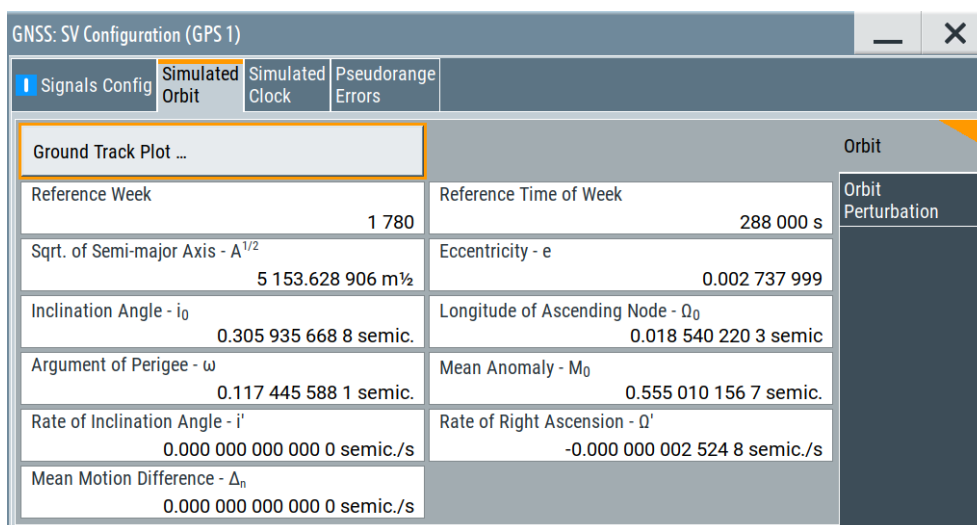 GNSS: SV Configuration (GPS 1)
Signals Config
Simulated Orbit
Simulated Clock
Pseudorange Errors
Ground Track Plot ...
Orbit
Orbit Perturbation
Reference Week
1 780
Reference Time of Week
288 000 s
Sqrt. of Semi-major Axis - A^1/2
5 153.628 906 m½
Eccentricity - e
0.002 737 999
Inclination Angle - i₀
0.305 935 668 8 semic.
Longitude of Ascending Node - Ω₀
0.018 540 220 3 semic
Argument of Perigee - ω
0.117 445 588 1 semic.
Mean Anomaly - M₀
0.555 010 156 7 semic.
Rate of Inclination Angle - i'
0.000 000 000 000 0 semic./s
Rate of Right Ascension - Ω'
-0.000 000 002 524 8 semic./s
Mean Motion Difference - Δₙ
0.000 000 000 000 0 semic./s